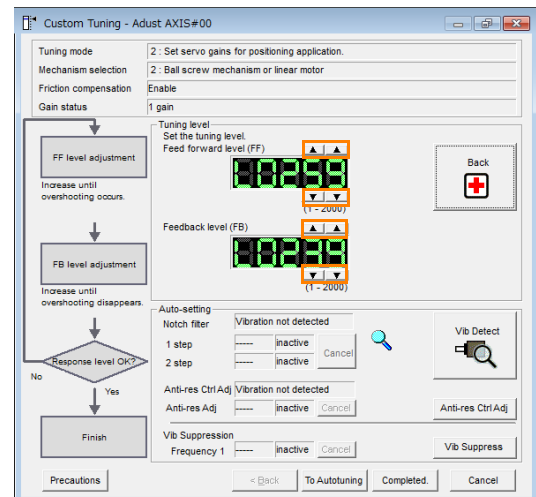 Custom Tuning - Adust AXIS#00
Tuning mode 2 : Set servo gains for positioning application.
Mechanism selection 2 : Ball screw mechanism or linear motor
Friction compensation Enable
Gain status 1 gain
FF level adjustment
Increase until
overshooting occurs.
FB level adjustment
Increase until
overshooting disappears.
Response level OK?
No
Yes
Finish
Tuning level
Set the tuning level.
Feed forward level (FF)
L0259
(1 - 2000)
Feedback level (FB)
L0244
(1 - 2000)
Back
Auto-setting
Notch filter Vibration not detected
1 step ----- inactive
2 step ----- inactive
Cancel
Vib Detect
Anti-res Ctrl Adj Vibration not detected
Anti-res Adj ----- inactive Cancel
Anti-res Ctrl Adj
Vib Suppression
Frequency 1 ----- inactive Cancel
Vib Suppress
Precautions
< Back
To Autotuning
Completed.
Cancel